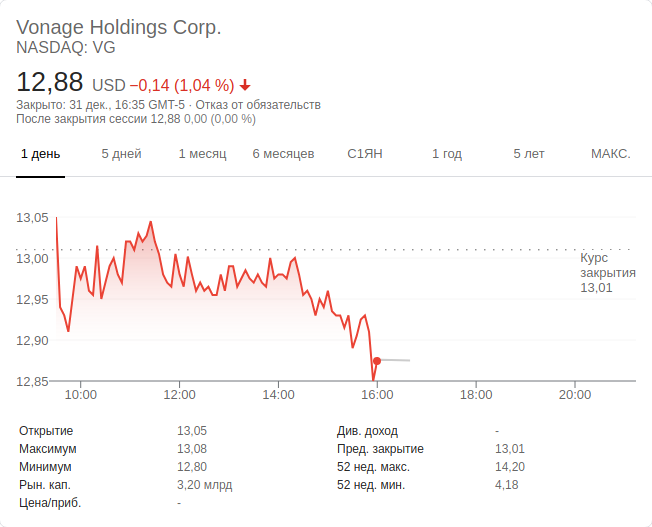 Vonage Holdings Corp.
NASDAQ: VG
12,88 USD −0,14 (1,04 %)
Закрыто: 31 дек., 16:35 GMT-5 · Отказ от обязательств
После закрытия сессии 12,88 0,00 (0,00 %)
1 день 5 дней 1 месяц 6 месяцев С1ЯН 1 год 5 лет МАКС.
13,05
13,00
12,95
12,90
12,85
Курс
закрытия
13,01
10:00 12:00 14:00 16:00 18:00 20:00
Открытие 13,05 Див. доход -
Максимум 13,08 Пред. закрытие 13,01
Минимум 12,80 52 нед. макс. 14,20
Рын. кап. 3,20 млрд 52 нед. мин. 4,18
Цена/приб. -